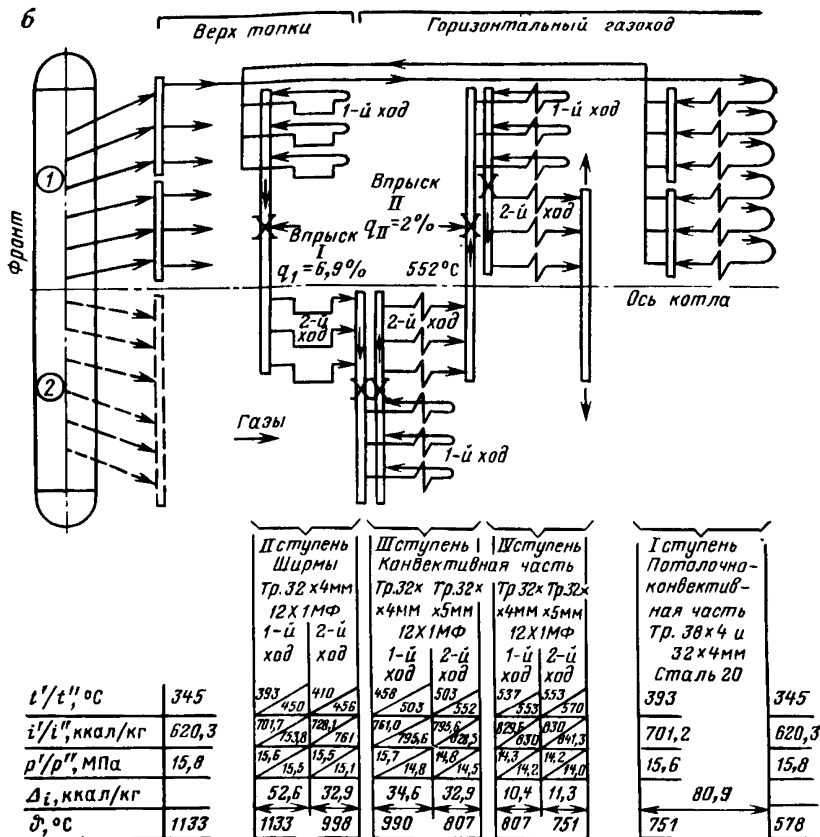 б
Верх топки
Горизонтальный газоход
Фронт
1
2
1-й ход
1-й ход
Впрыск
I
q₁=6,9%
Впрыск
II
qII=2%
552°С
2-й ход
Ось котла
2-й
ход
2-й ход
Газы
1-й ход
II ступень
Ширмы
Тр.32×4мм
12Х1МФ
1-й ход
2-й ход
III ступень
IV ступень
Конвективная часть
Тр.32× ×4мм
Тр.32× ×5мм
12Х1МФ
1-й ход
2-й ход
Тр.32× ×4мм
Тр.32× ×5мм
12Х1МФ
1-й ход
2-й ход
I ступень
Потолочно-
конвектив-
ная часть
Тр. 38×4 и
32×4мм
Сталь 20
t'/t",°С 345 393 450 410 456 458 503 503 552 537 553 553 570 393 345
i'/i",ккал/кг 620,3 701,7 753,8 728,1 761 761,0 795,6 795,6 828,5 830 830 841,3 701,2 620,3
p'/p",МПа 15,8 15,6 15,5 15,5 15,1 15,7 14,8 14,8 14,5 14,3 14,2 14,2 14,0 15,6 15,8
Δi,ккал/кг 52,6 32,9 34,6 32,9 10,4 11,3 80,9
ϑ,°С 1133 1133 998 990 807 807 751 751 578